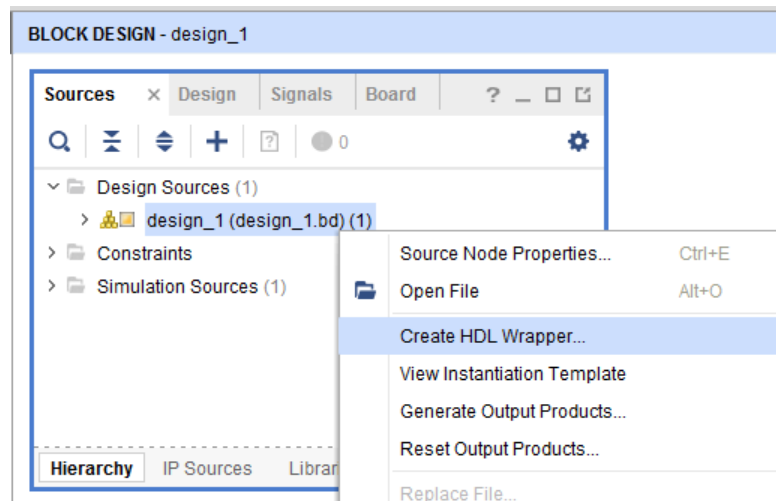 BLOCK DESIGN - design_1
Sources × Design Signals Board ?
0
Design Sources (1)
design_1 (design_1.bd) (1)
Constraints
Simulation Sources (1)
Source Node Properties... Ctrl+E
Open File Alt+O
Create HDL Wrapper...
View Instantiation Template
Generate Output Products...
Reset Output Products...
Replace File...
Hierarchy IP Sources Librar